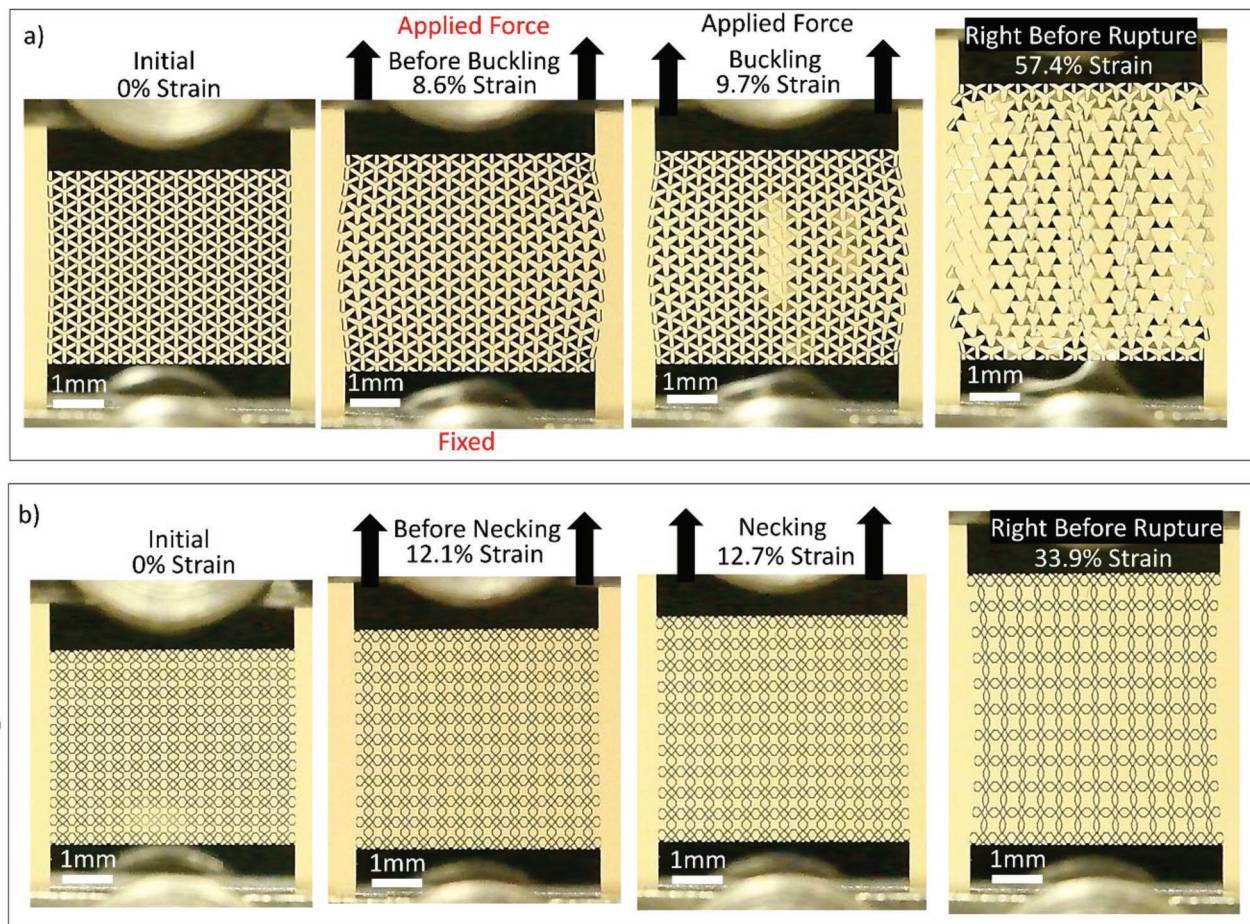 a)
Initial
0% Strain
Applied Force
Before Buckling
8.6% Strain
Applied Force
Buckling
9.7% Strain
Right Before Rupture
57.4% Strain
1mm
1mm
1mm
1mm
Fixed
b)
Initial
0% Strain
Before Necking
12.1% Strain
Necking
12.7% Strain
Right Before Rupture
33.9% Strain
1mm
1mm
1mm
1mm